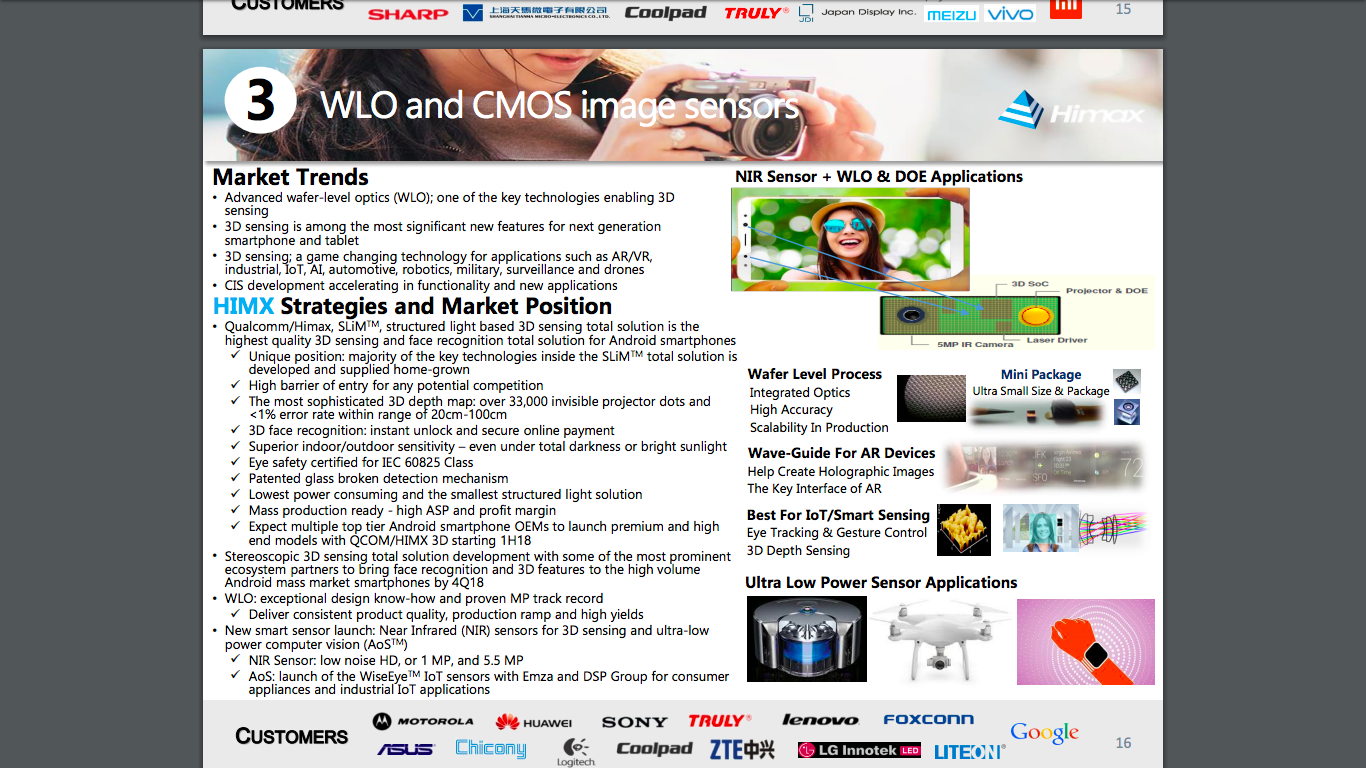 CUSTOMERS
SHARP
上海天馬微電子有限公司
SHANGHAI TIANMA MICRO-ELECTRONICS CO., LTD.
Coolpad
TRULY®
JDI
Japan Display Inc.
MEIZU
vivo
15
3
WLO and CMOS image sensors
Himax
Market Trends
• Advanced wafer-level optics (WLO); one of the key technologies enabling 3D
sensing
• 3D sensing is among the most significant new features for next generation
smartphone and tablet
• 3D sensing; a game changing technology for applications such as AR/VR,
industrial, IoT, AI, automotive, robotics, military, surveillance and drones
• CIS development accelerating in functionality and new applications
HIMX Strategies and Market Position
• Qualcomm/Himax, SLiM™, structured light based 3D sensing total solution is the
highest quality 3D sensing and face recognition total solution for Android smartphones
✓ Unique position: majority of the key technologies inside the SLiM™ total solution is
developed and supplied home-grown
✓ High barrier of entry for any potential competition
✓ The most sophisticated 3D depth map: over 33,000 invisible projector dots and
<1% error rate within range of 20cm-100cm
✓ 3D face recognition: instant unlock and secure online payment
✓ Superior indoor/outdoor sensitivity – even under total darkness or bright sunlight
✓ Eye safety certified for IEC 60825 Class
✓ Patented glass broken detection mechanism
✓ Lowest power consuming and the smallest structured light solution
✓ Mass production ready - high ASP and profit margin
✓ Expect multiple top tier Android smartphone OEMs to launch premium and high
end models with QCOM/HIMX 3D starting 1H18
• Stereoscopic 3D sensing total solution development with some of the most prominent
ecosystem partners to bring face recognition and 3D features to the high volume
Android mass market smartphones by 4Q18
• WLO: exceptional design know-how and proven MP track record
✓ Deliver consistent product quality, production ramp and high yields
• New smart sensor launch: Near Infrared (NIR) sensors for 3D sensing and ultra-low
power computer vision (AoS™)
✓ NIR Sensor: low noise HD, or 1 MP, and 5.5 MP
✓ AoS: launch of the WiseEye™ IoT sensors with Emza and DSP Group for consumer
appliances and industrial IoT applications
NIR Sensor + WLO & DOE Applications
3D SoC
Projector & DOE
5MP IR Camera
Laser Driver
Wafer Level Process
Integrated Optics
High Accuracy
Scalability In Production
Mini Package
Ultra Small Size & Package
Wave-Guide For AR Devices
Help Create Holographic Images
The Key Interface of AR
JFK
SFO
72
Best For IoT/Smart Sensing
Eye Tracking & Gesture Control
3D Depth Sensing
Ultra Low Power Sensor Applications
CUSTOMERS
MOTOROLA
HUAWEI
SONY
TRULY®
lenovo
FOXCONN
Google
ASUS
Chicony
Logitech
Coolpad
ZTE中兴
LG Innotek LED
LITEON®
16